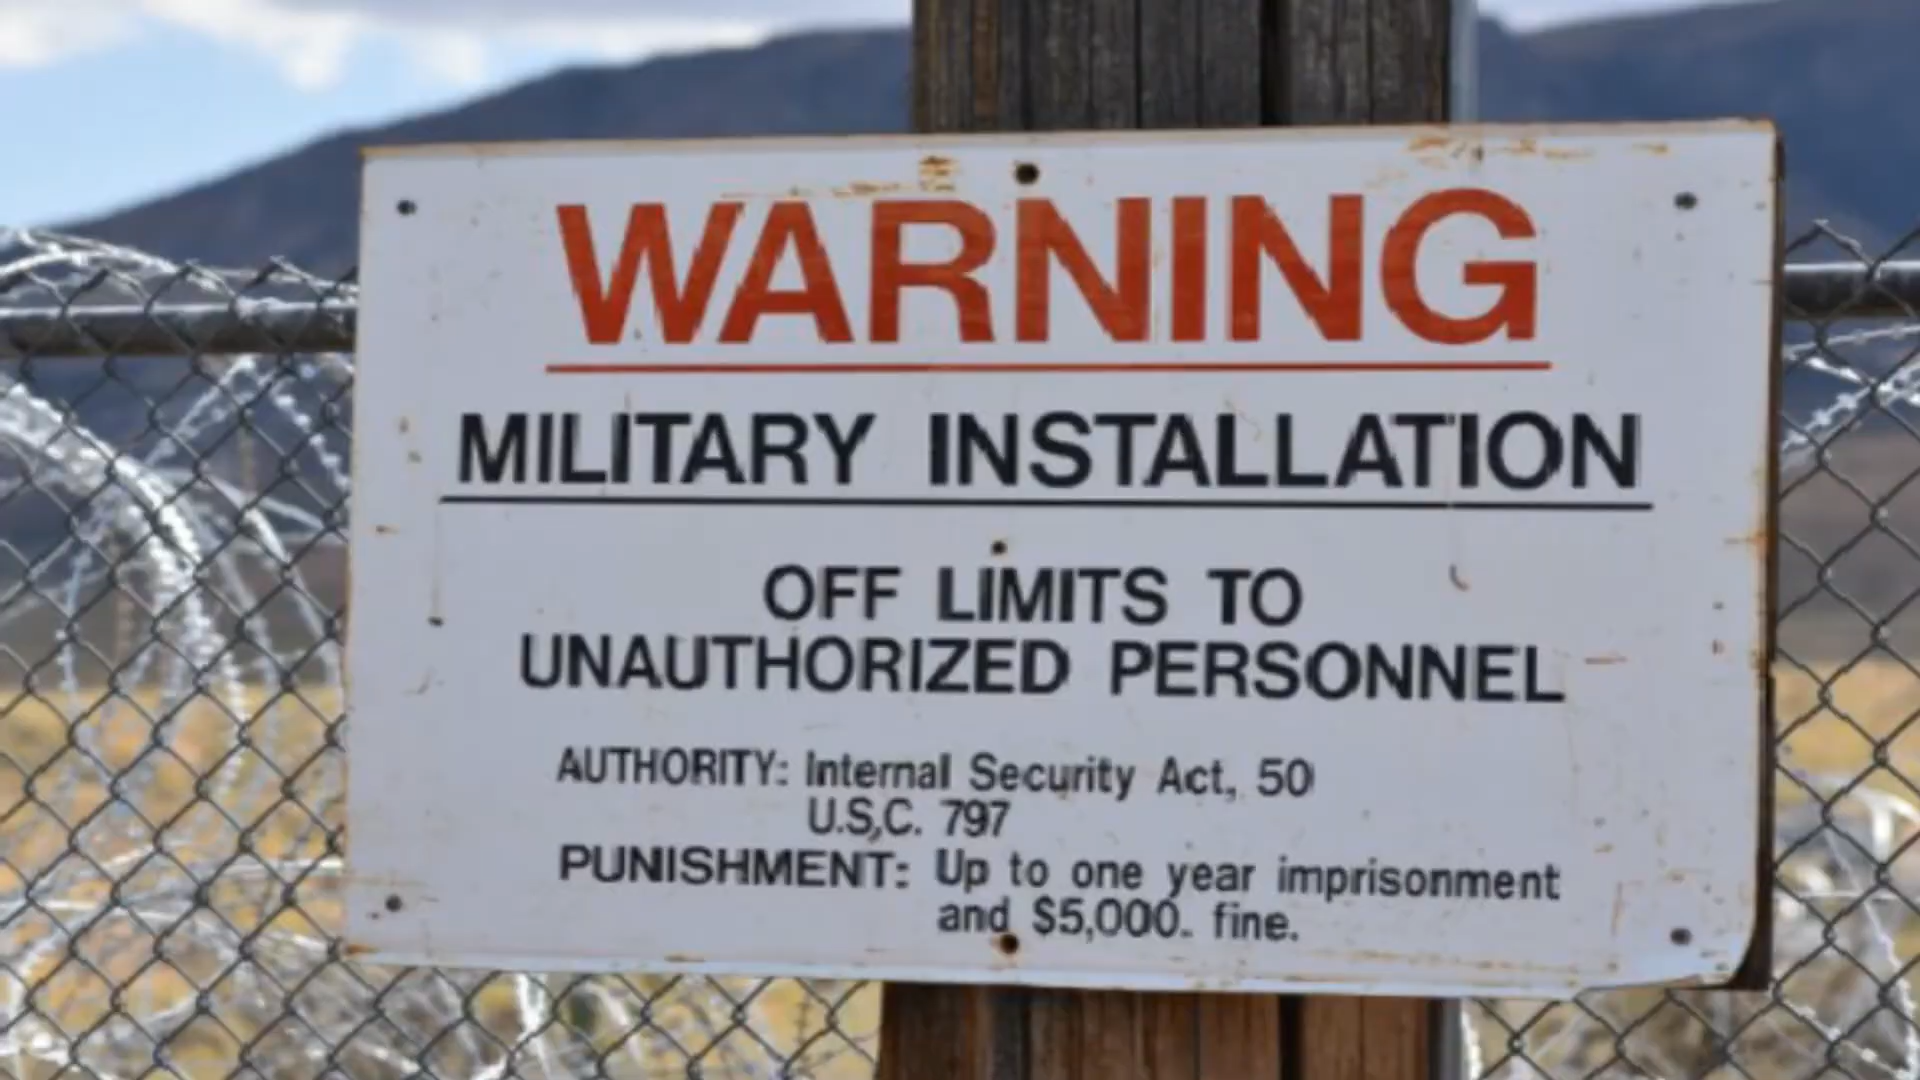 WARNING
MILITARY INSTALLATION
OFF LIMITS TO
UNAUTHORIZED PERSONNEL
AUTHORITY: Internal Security Act, 50
U.S,C. 797
PUNISHMENT: Up to one year imprisonment
and $5,000. fine.